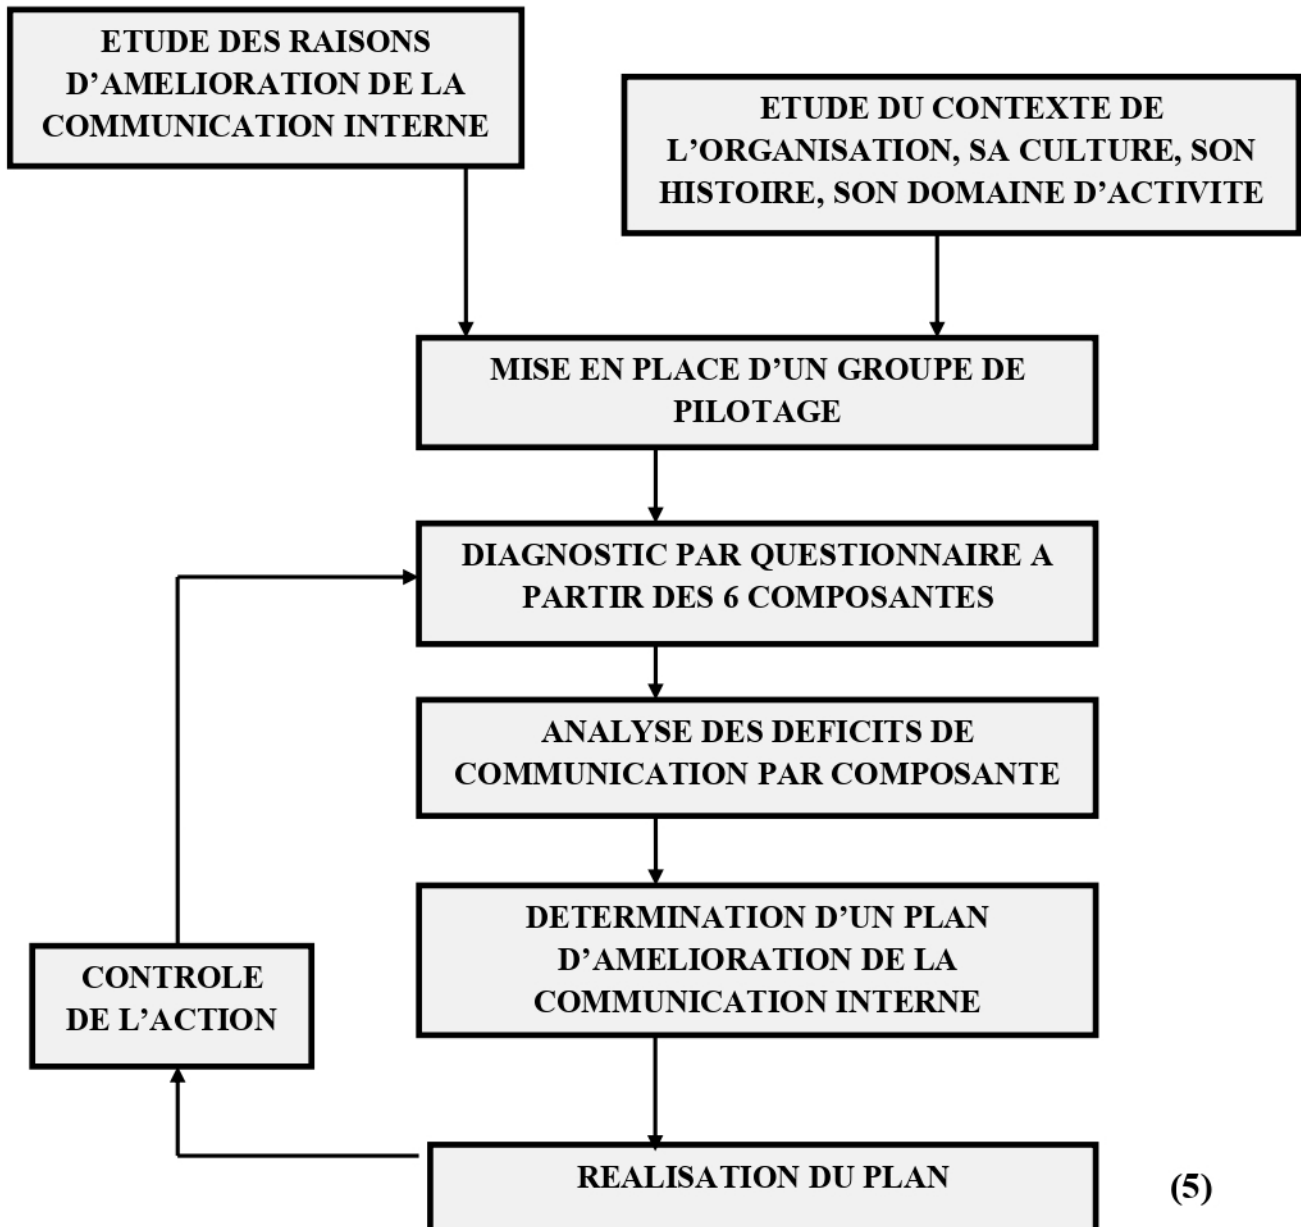 ETUDE DES RAISONS
D’AMELIORATION DE LA
COMMUNICATION INTERNE
ETUDE DU CONTEXTE DE
L’ORGANISATION, SA CULTURE, SON
HISTOIRE, SON DOMAINE D’ACTIVITE
MISE EN PLACE D’UN GROUPE DE
PILOTAGE
DIAGNOSTIC PAR QUESTIONNAIRE A
PARTIR DES 6 COMPOSANTES
ANALYSE DES DEFICITS DE
COMMUNICATION PAR COMPOSANTE
DETERMINATION D’UN PLAN
D’AMELIORATION DE LA
COMMUNICATION INTERNE
CONTROLE
DE L’ACTION
REALISATION DU PLAN
(5)